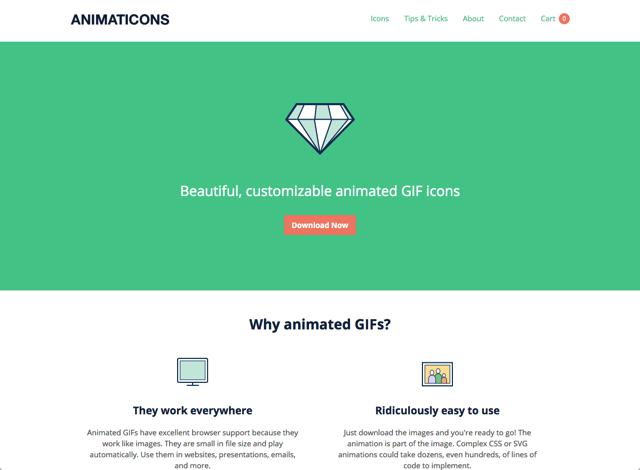 ANIMATICONS
Icons Tips & Tricks About Contact Cart 0
Beautiful, customizable animated GIF icons
Download Now
Why animated GIFs?
They work everywhere
Animated GIFs have excellent browser support because they
work like images. They are small in file size and play
automatically. Use them in websites, presentations, emails,
and more.
Ridiculously easy to use
Just download the images and you're ready to go! The
animation is part of the image. Complex CSS or SVG
animations could take dozens, even hundreds, of lines of
code to implement.